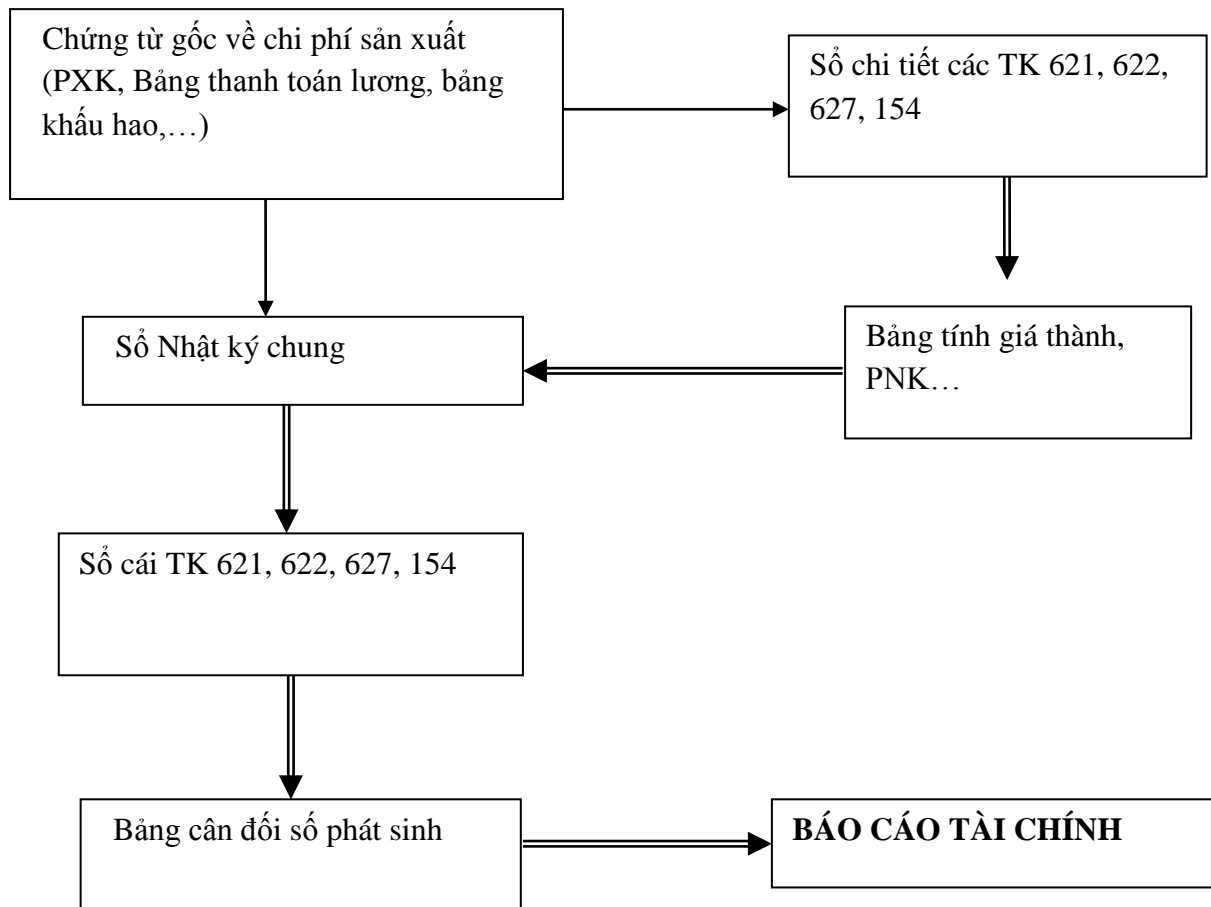 Chứng từ gốc về chi phí sản xuất
(PXK, Bảng thanh toán lương, bảng
khấu hao,…)
Sổ chi tiết các TK 621, 622,
627, 154
Sổ Nhật ký chung
Bảng tính giá thành,
PNK…
Sổ cái TK 621, 622, 627, 154
Bảng cân đối số phát sinh
BÁO CÁO TÀI CHÍNH